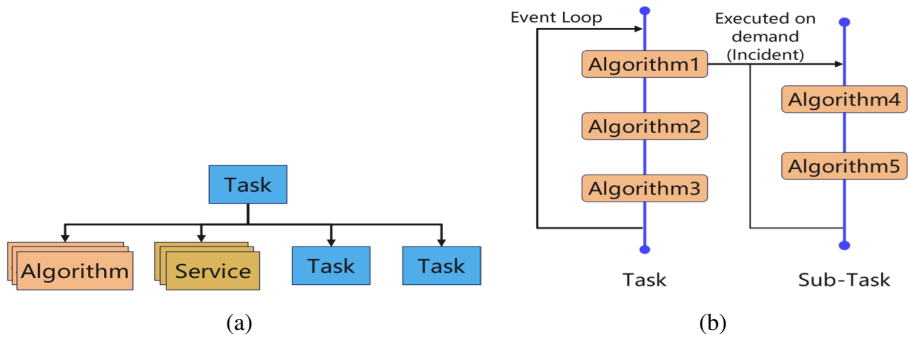 Task
Algorithm
Service
Task
Task
(a)
Event Loop
Executed on
demand
(Incident)
Algorithm1
Algorithm2
Algorithm3
Algorithm4
Algorithm5
Task
Sub-Task
(b)